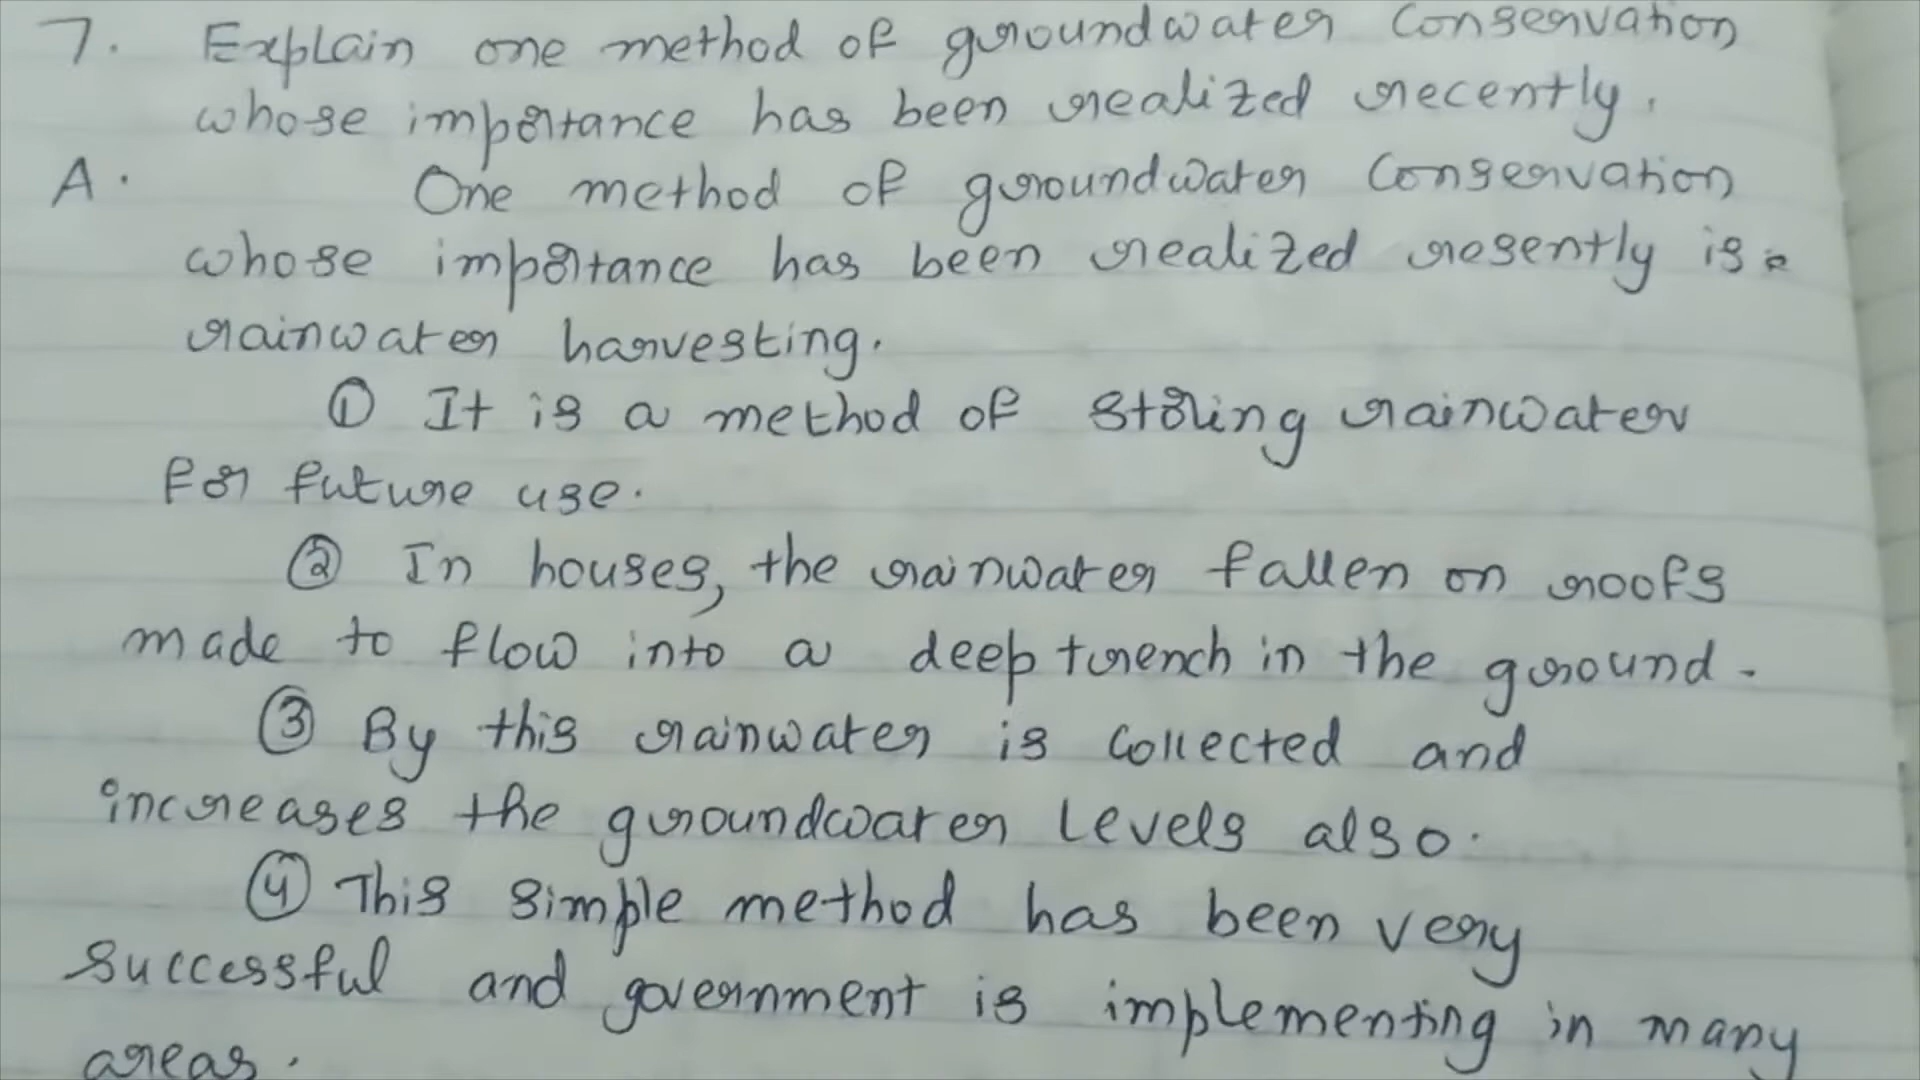 7. Explain one method of groundwater conservation
whose importance has been realized recently.
A. One method of groundwater conservation
whose importance has been realized resently is
rainwater harvesting.
① It is a method of storing rainwater
for future use.
② In houses, the rainwater fallen on roofs
made to flow into a deep trench in the ground.
③ By this rainwater is collected and
increases the groundwater levels also.
④ This simple method has been very
successful and government is implementing in many
areas.